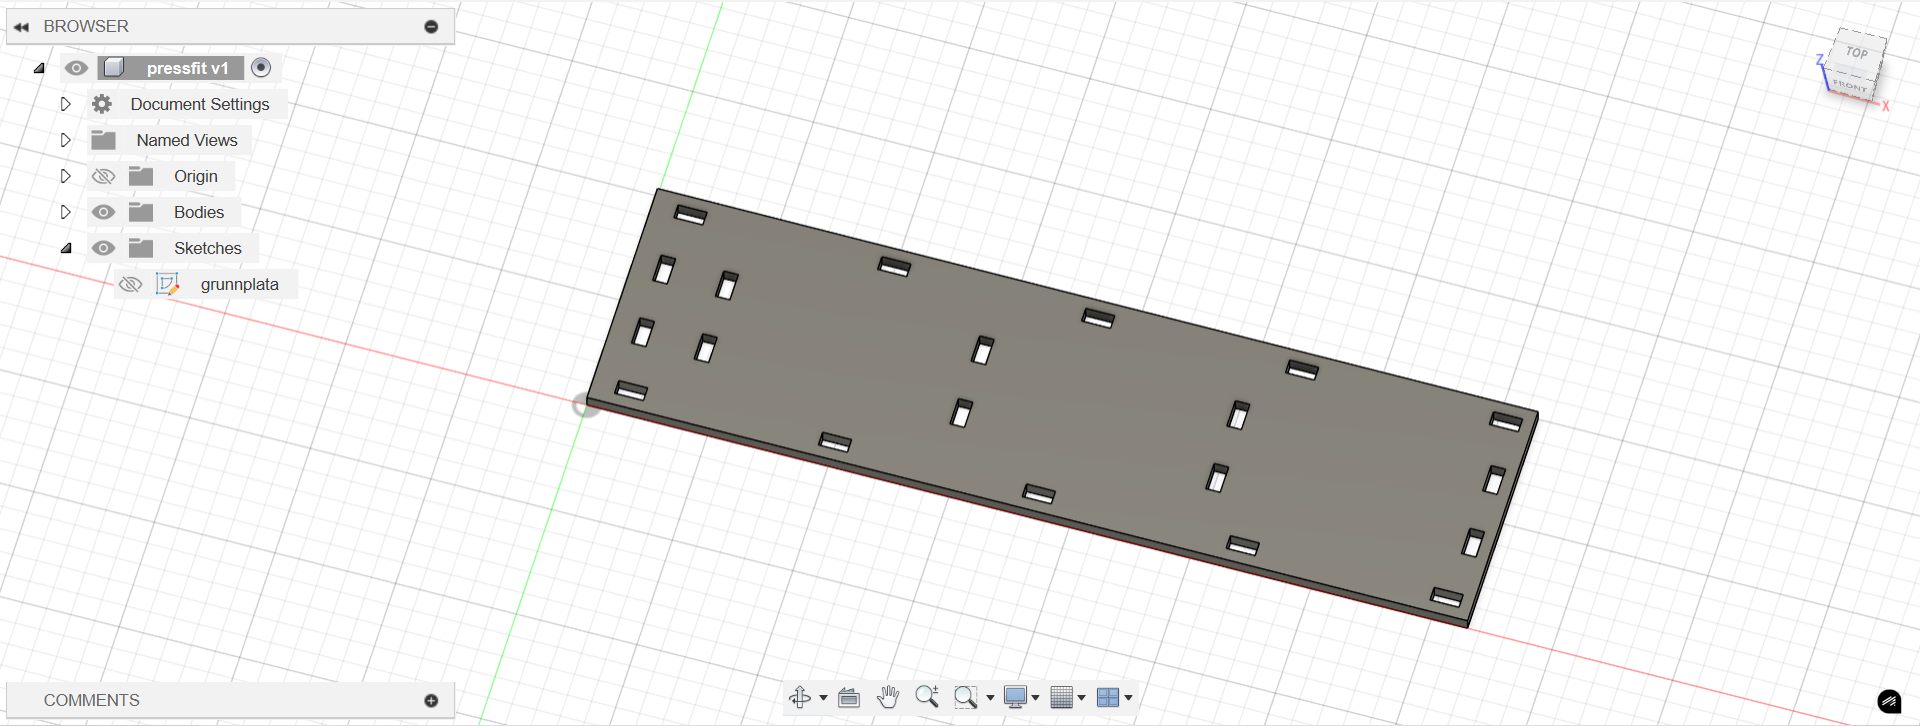 BROWSER
pressfit v1
Document Settings
Named Views
Origin
Bodies
Sketches
grunnplata
COMMENTS
TOP
FRONT
Z
X